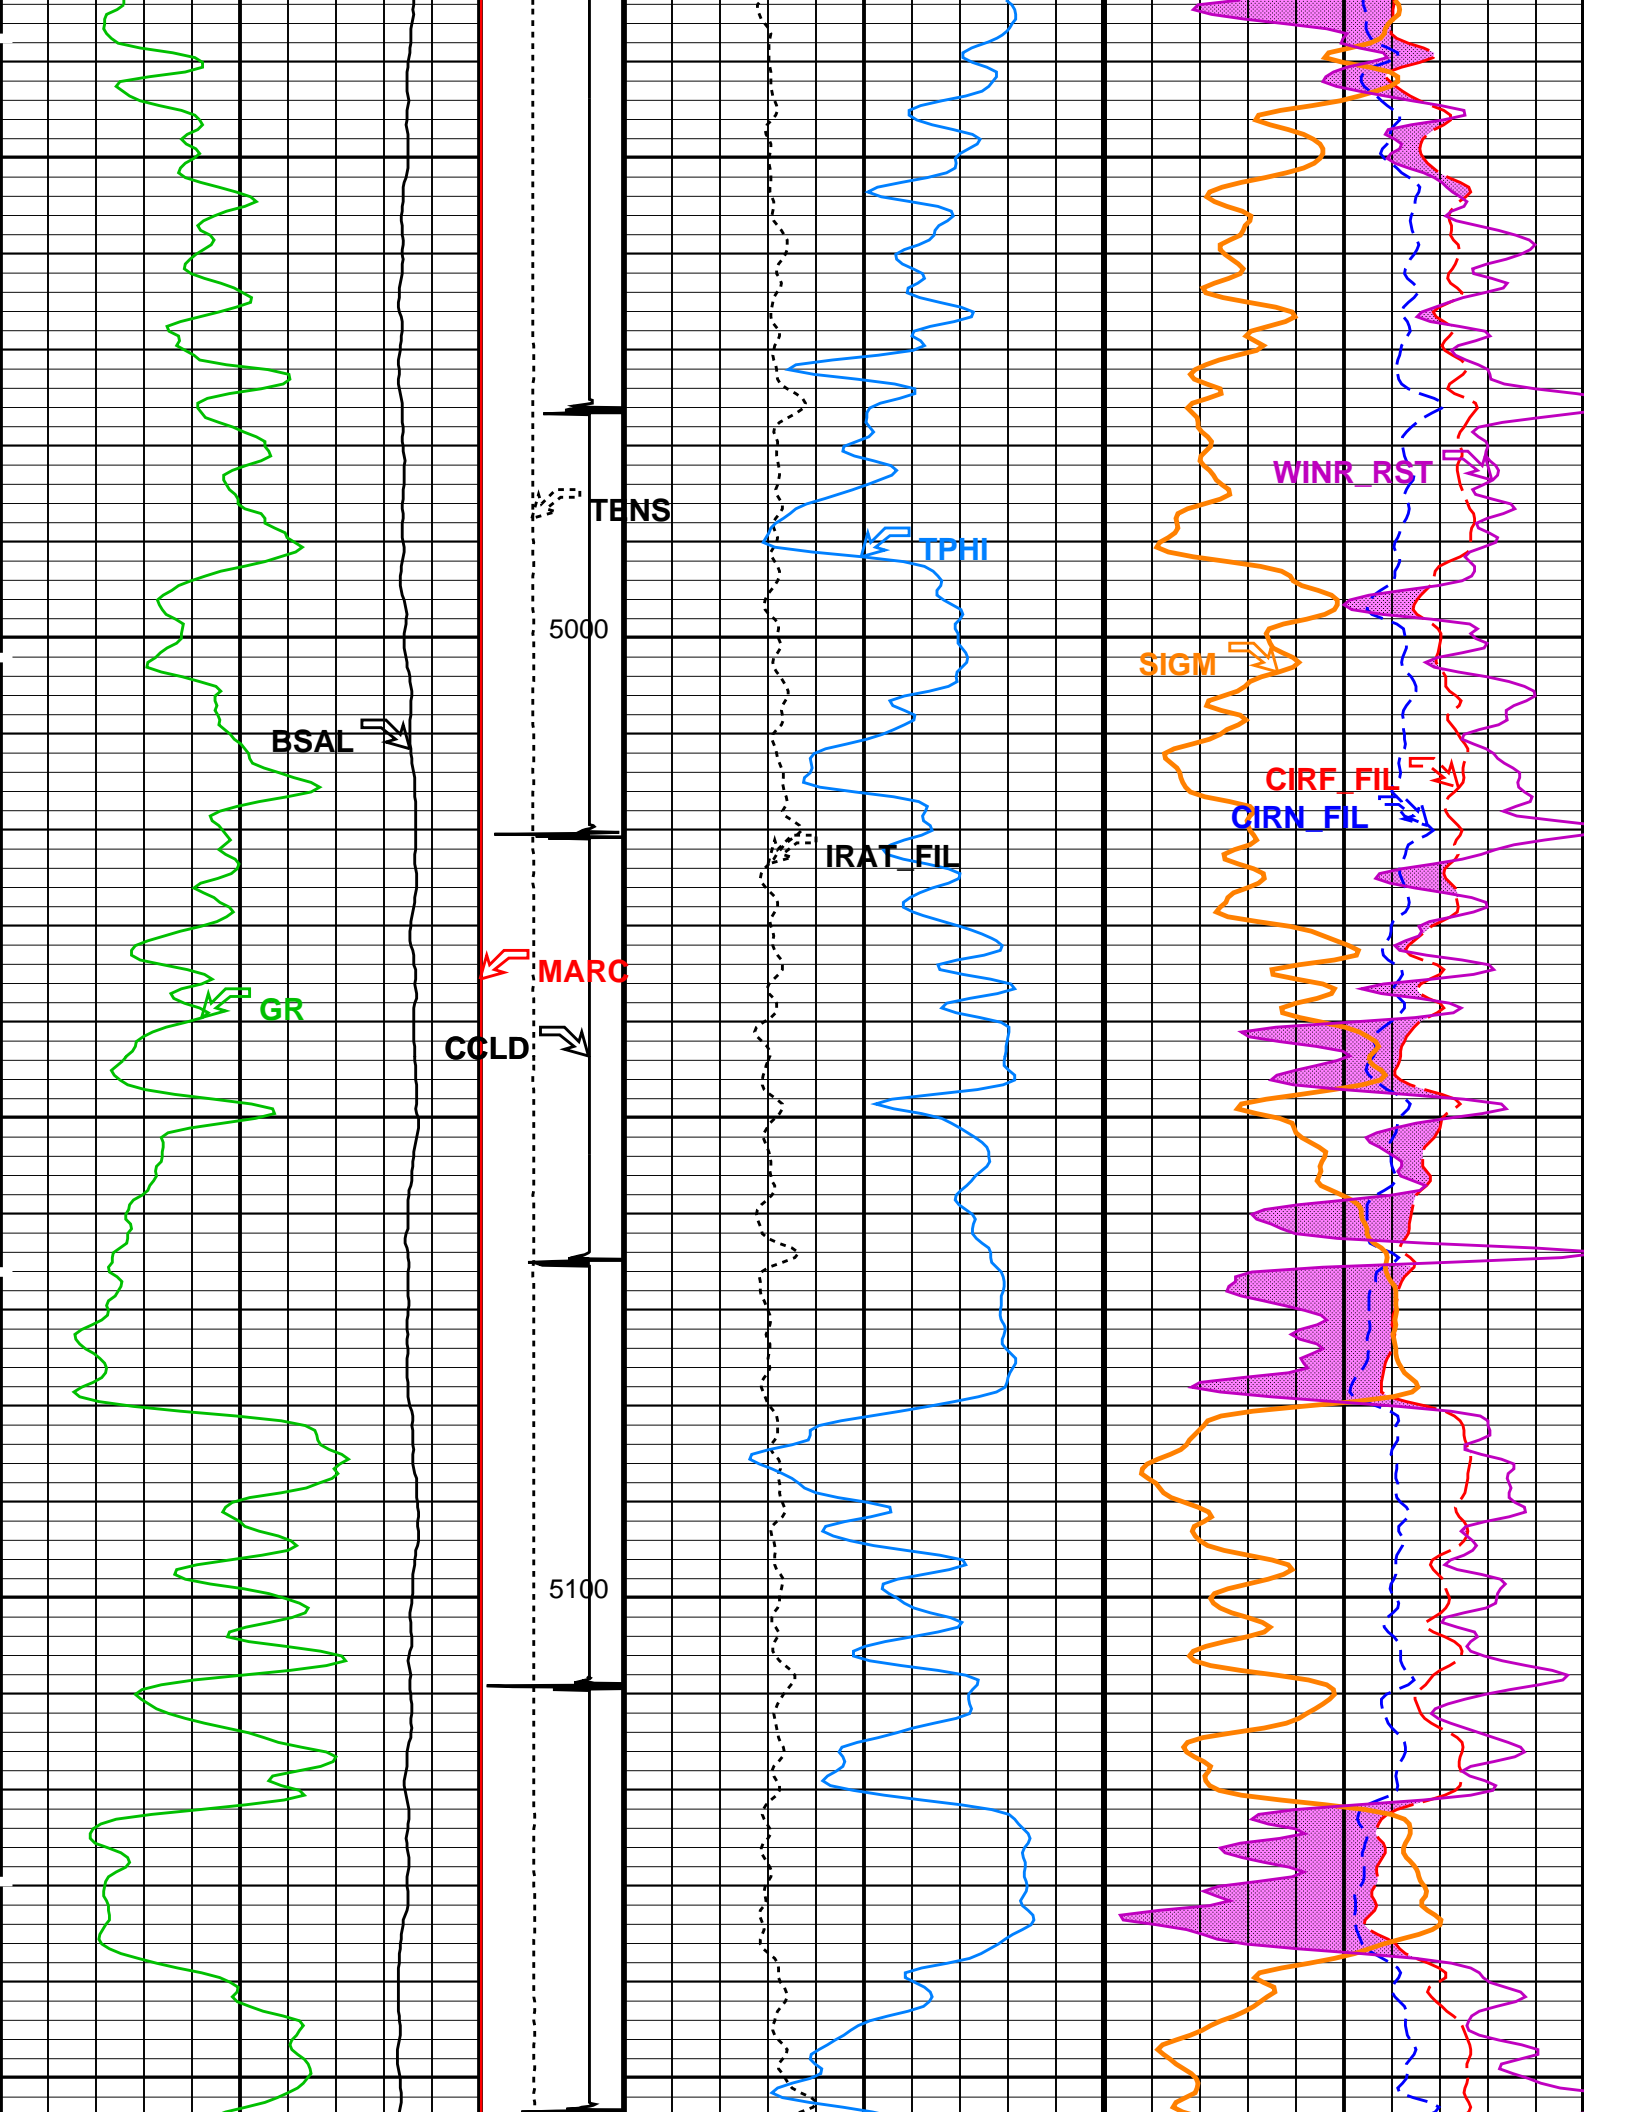 WINR_RST
TENS
TPHI
5000
SIGM
BSAL
CIRF_FIL
CIRN_FIL
IRAT_FIL
MARC
GR
CCLD
5100